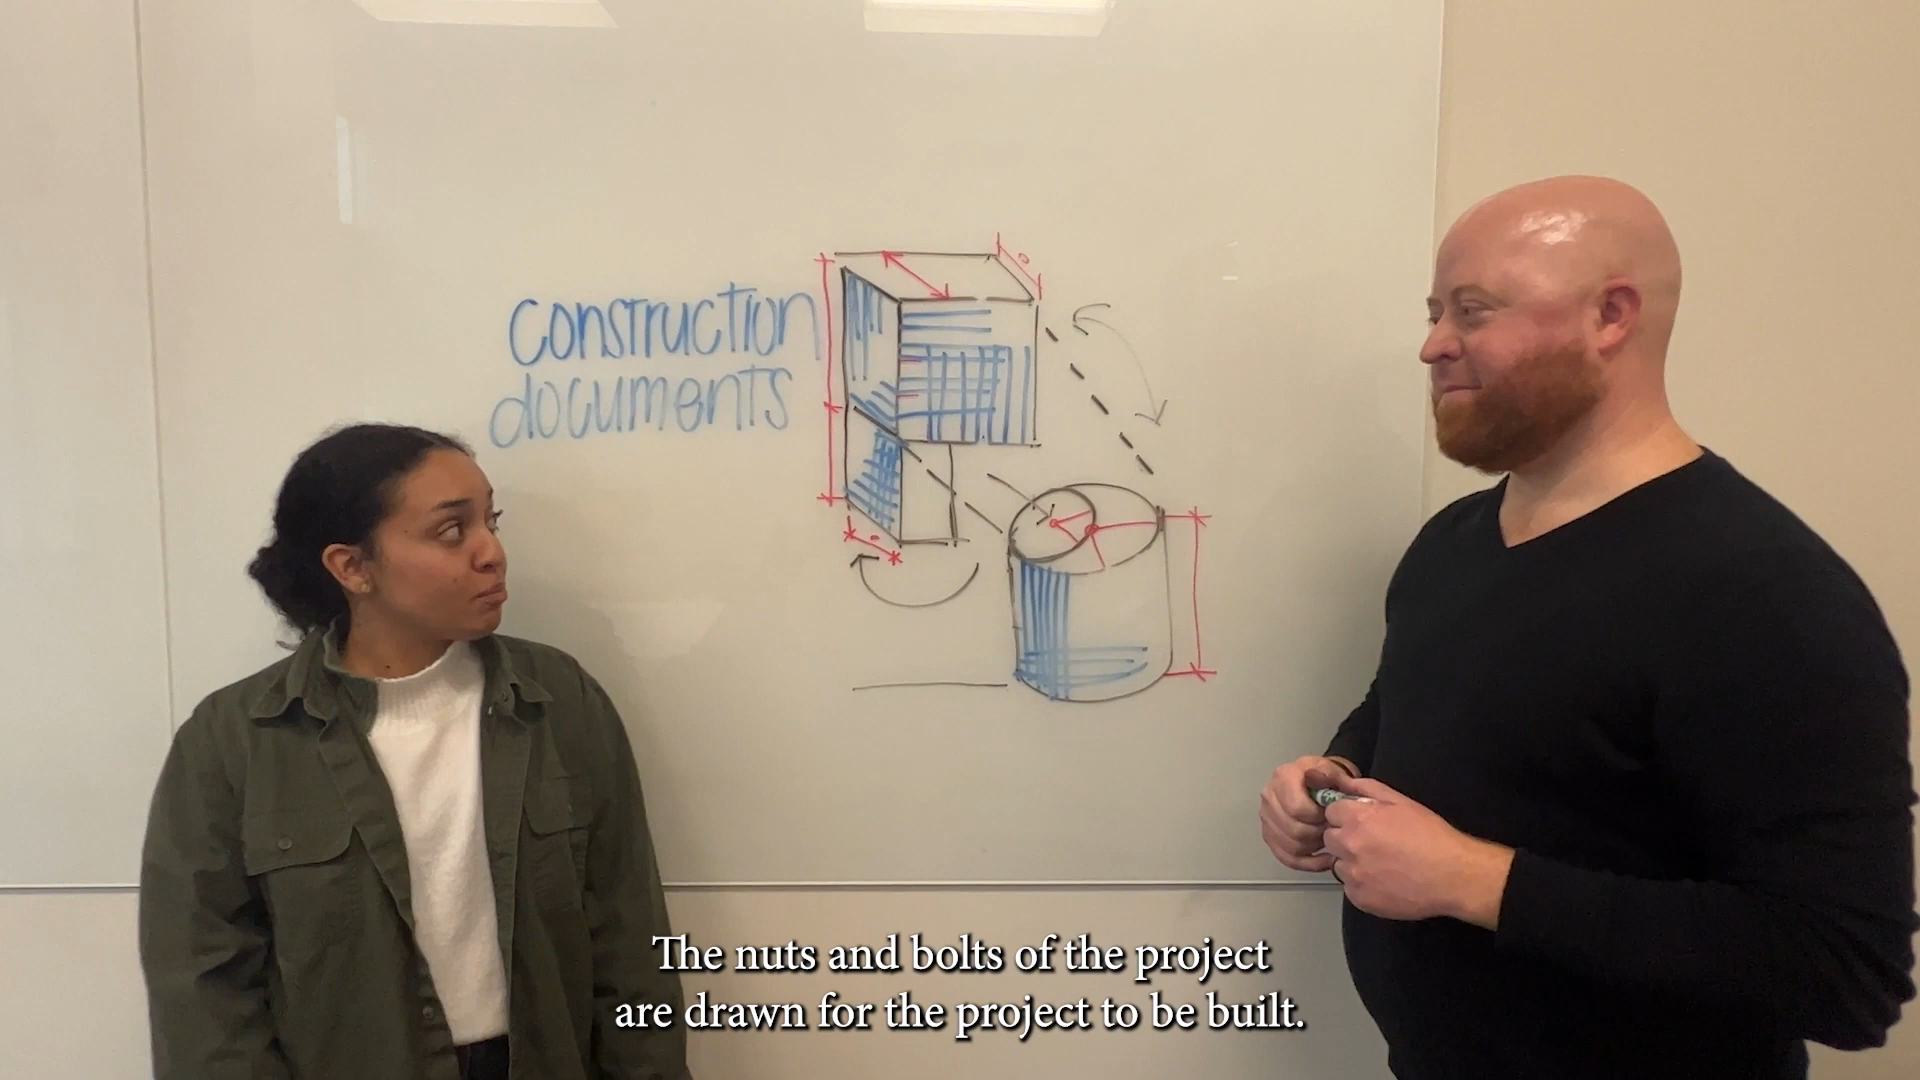 construction
documents
The nuts and bolts of the project
are drawn for the project to be built.